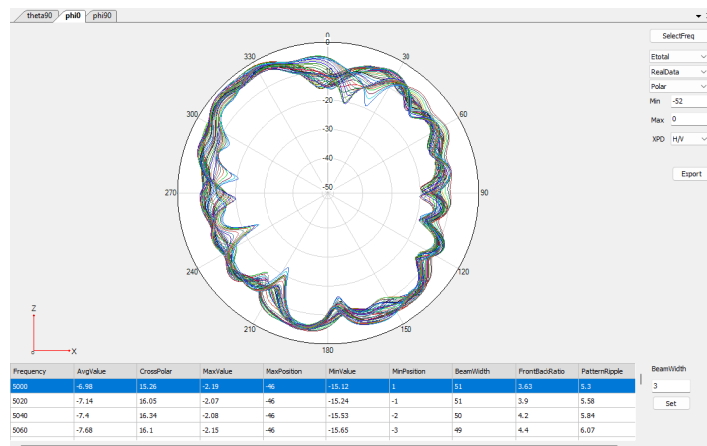 theta90 phi0 phi90
SelectFreq
Etotal
RealData
Polar
Min -52
Max 0
XPD H/V
Export
0
0
330 30
-20
300 60
-30
-40
-50
270 90
240 120
210 150
180
Z
X
Frequency AvgValue CrossPolar MaxValue MaxPosition MinValue MinPosition BeamWidth FrontBackRatio PatternRipple
5000 -6.98 15.26 -2.19 -46 -15.12 1 51 3.63 5.3
5020 -7.14 16.05 -2.07 -46 -15.24 -1 51 3.9 5.58
5040 -7.4 16.34 -2.08 -46 -15.53 -2 50 4.2 5.84
5060 -7.68 16.1 -2.15 -46 -15.65 -3 49 4.4 6.07
BeamWidth
3
Set